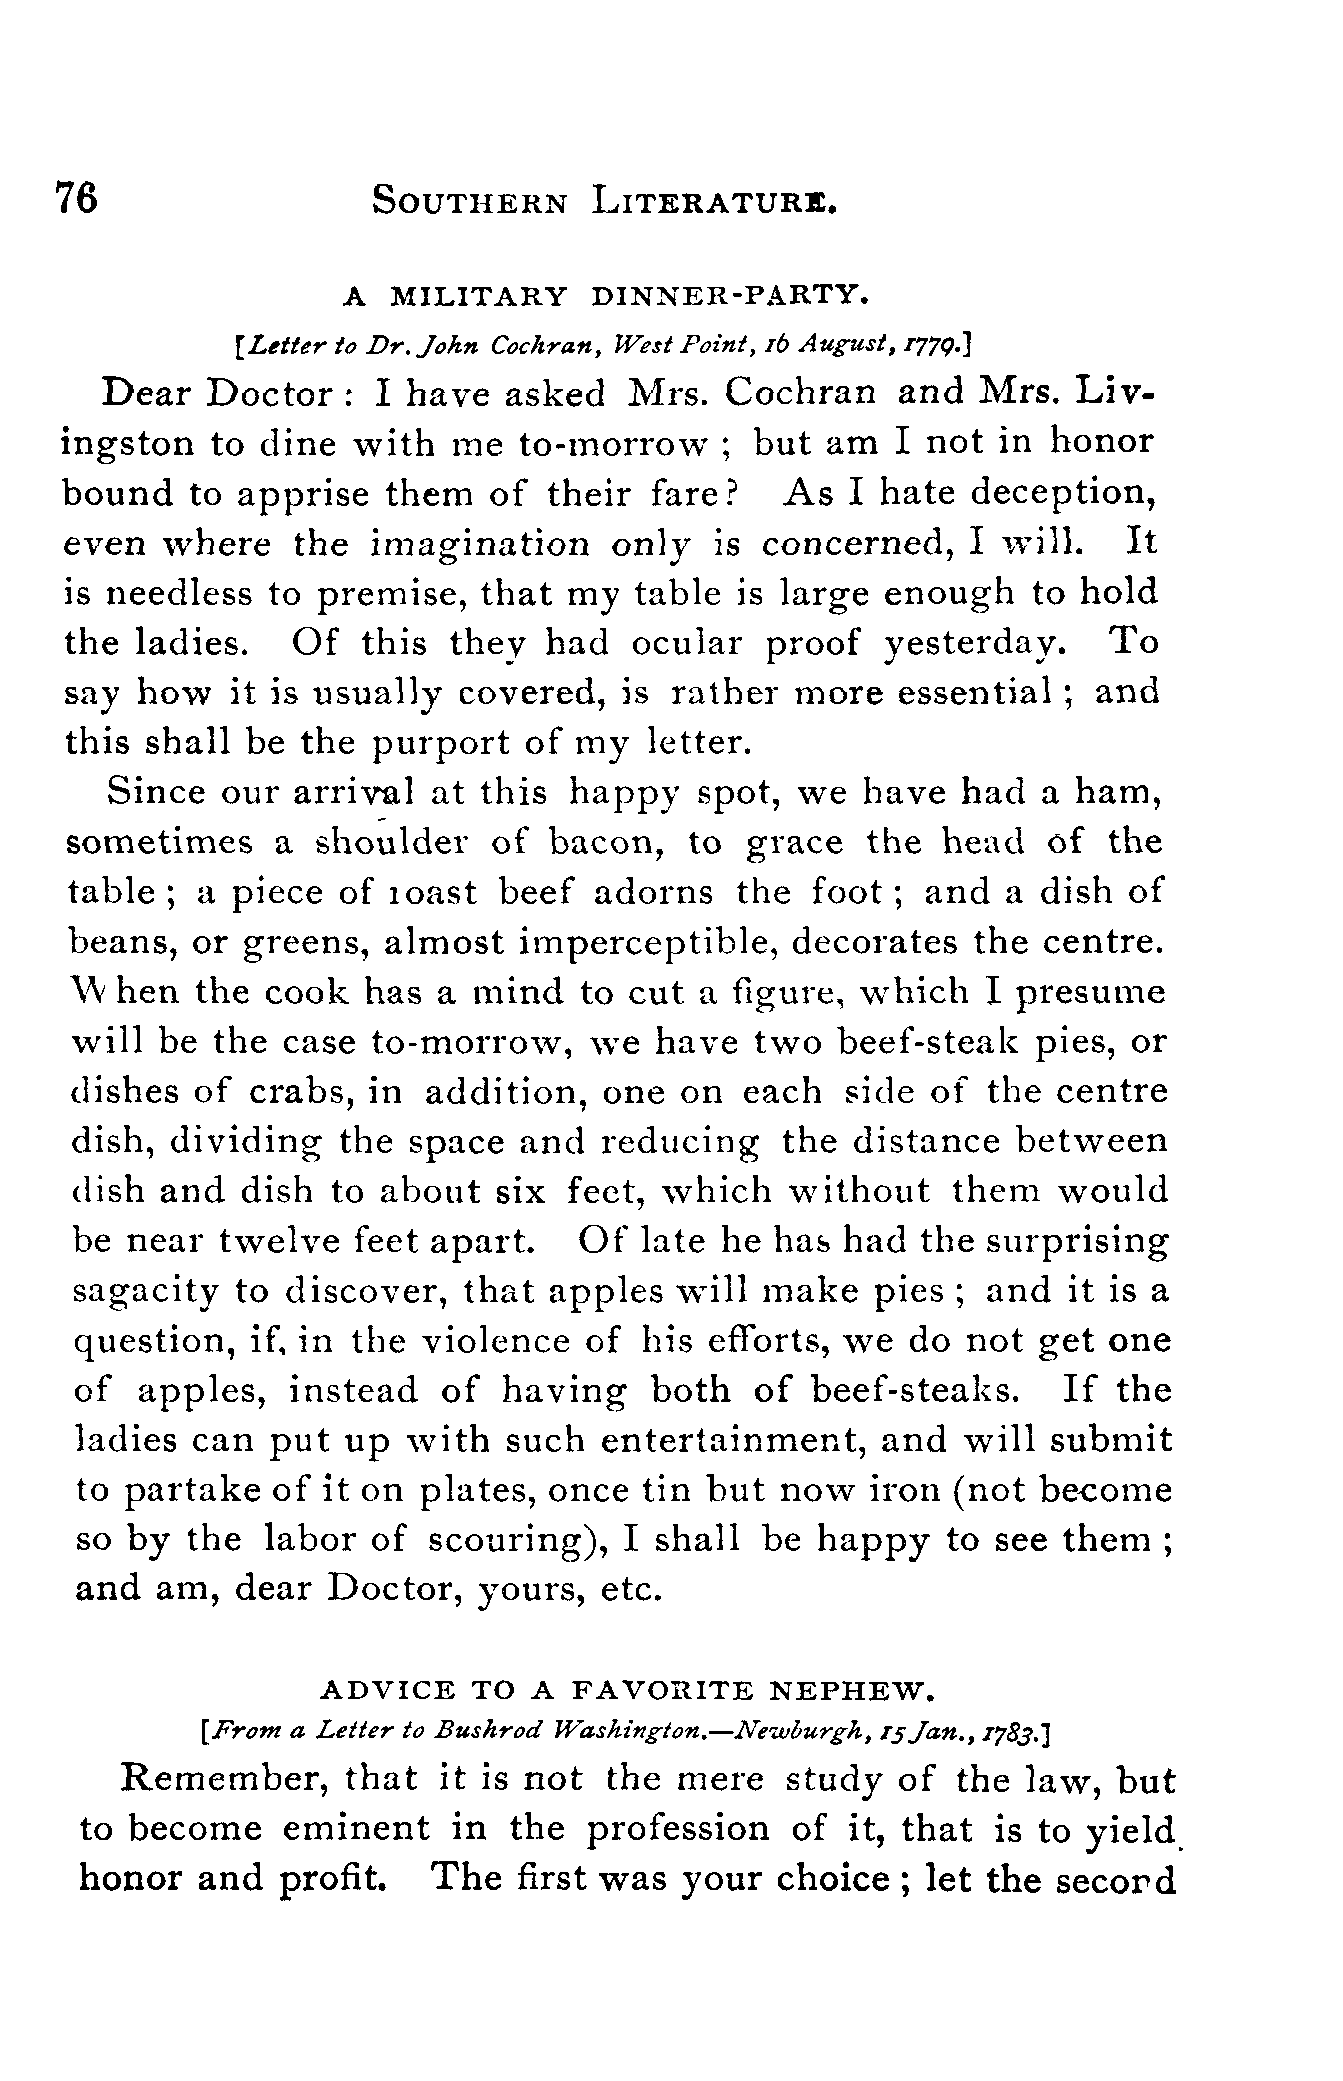 76 SOUTHERN LITERATURE.
A MILITARY DINNER-PARTY.
[Letter to Dr. John Cochran, West Point, 16 August, 1779.]
Dear Doctor : I have asked Mrs. Cochran and Mrs. Liv-
ingston to dine with me to-morrow ; but am I not in honor
bound to apprise them of their fare? As I hate deception,
even where the imagination only is concerned, I will. It
is needless to premise, that my table is large enough to hold
the ladies. Of this they had ocular proof yesterday. To
say how it is usually covered, is rather more essential ; and
this shall be the purport of my letter.
Since our arrival at this happy spot, we have had a ham,
sometimes a shoulder of bacon, to grace the head of the
table ; a piece of roast beef adorns the foot ; and a dish of
beans, or greens, almost imperceptible, decorates the centre.
When the cook has a mind to cut a figure, which I presume
will be the case to-morrow, we have two beef-steak pies, or
dishes of crabs, in addition, one on each side of the centre
dish, dividing the space and reducing the distance between
dish and dish to about six feet, which without them would
be near twelve feet apart. Of late he has had the surprising
sagacity to discover, that apples will make pies ; and it is a
question, if, in the violence of his efforts, we do not get one
of apples, instead of having both of beef-steaks. If the
ladies can put up with such entertainment, and will submit
to partake of it on plates, once tin but now iron (not become
so by the labor of scouring), I shall be happy to see them ;
and am, dear Doctor, yours, etc.
ADVICE TO A FAVORITE NEPHEW.
[From a Letter to Bushrod Washington.—Newburgh, 15 Jan., 1783.]
Remember, that it is not the mere study of the law, but
to become eminent in the profession of it, that is to yield
honor and profit. The first was your choice ; let the second